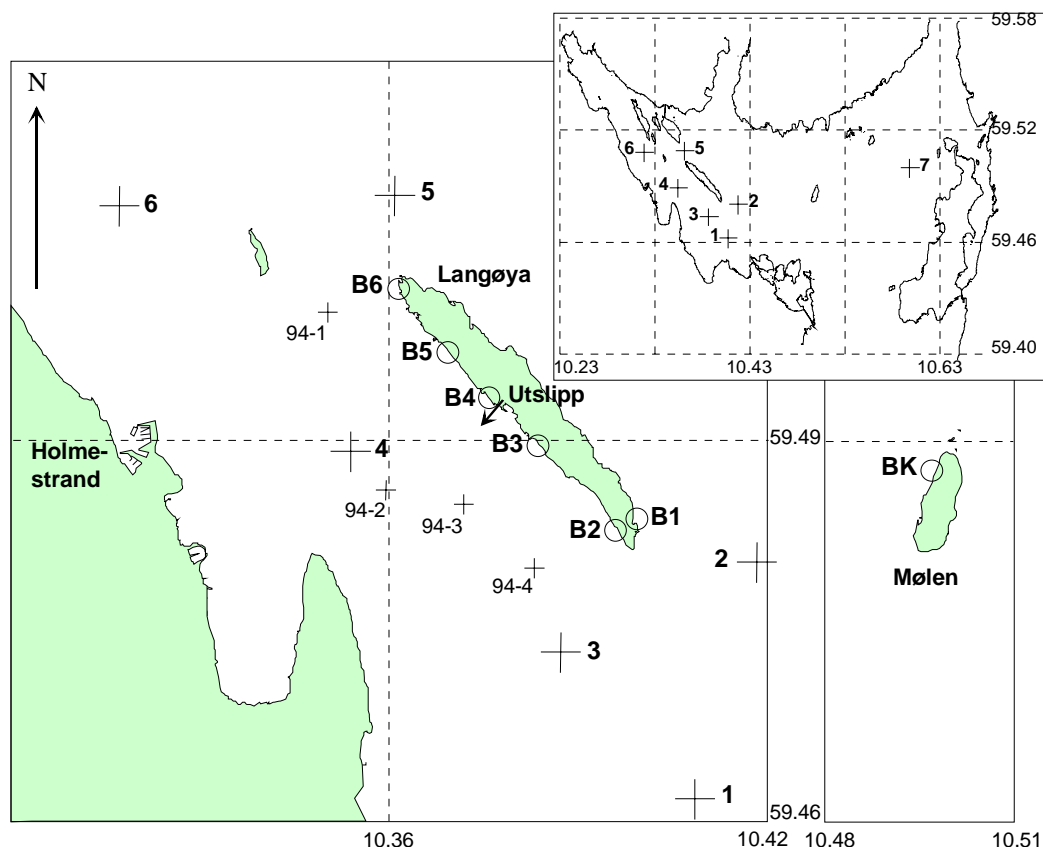 59.58
N
59.52
6
5
7
4
2
3
1
59.46
59.40
10.23
10.43
10.63
6
5
Langøya
B6
94-1
B5
Utslipp
B4
B3
59.49
4
Holme-
strand
BK
94-2
94-3
B1
B2
2
94-4
Mølen
3
1
59.46
10.36
10.42
10.48
10.51